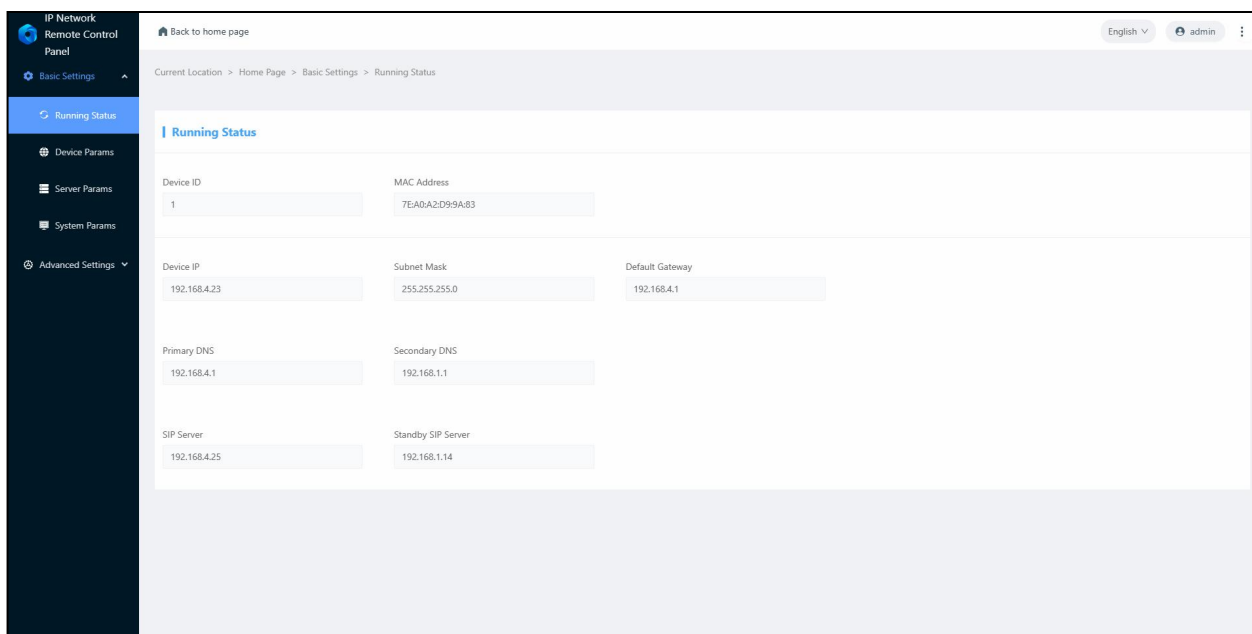 IP Network
Remote Control
Panel
Back to home page
English
admin
Basic Settings
Current Location > Home Page > Basic Settings > Running Status
Running Status
Running Status
Device Params
Server Params
System Params
Advanced Settings
Device ID
MAC Address
1
7E:A0:A2:D9:9A:83
Device IP
Subnet Mask
Default Gateway
192.168.4.23
255.255.255.0
192.168.4.1
Primary DNS
Secondary DNS
192.168.4.1
192.168.1.1
SIP Server
Standby SIP Server
192.168.4.25
192.168.1.14